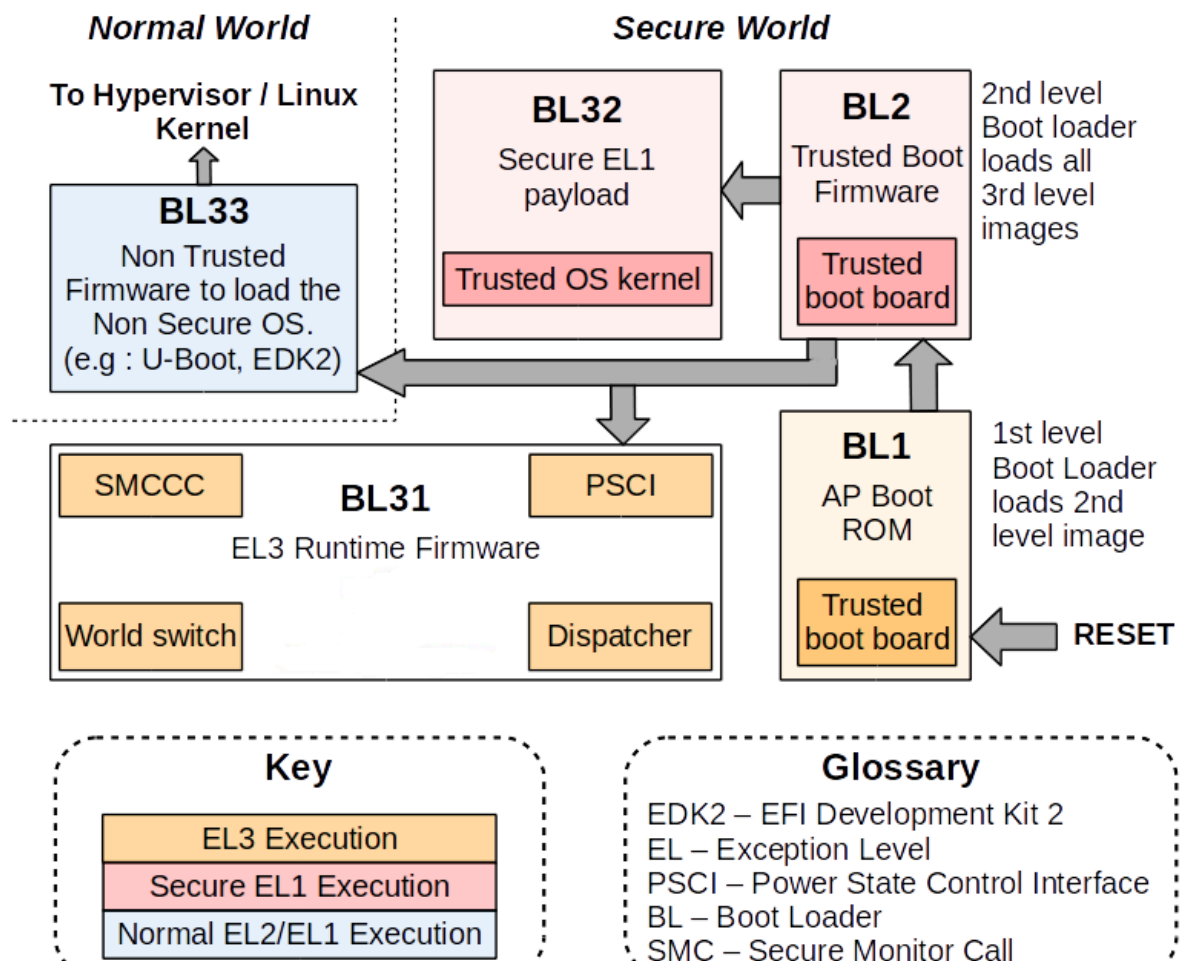 Normal World
Secure World
To Hypervisor / Linux
Kernel
BL33
Non Trusted
Firmware to load the
Non Secure OS.
(e.g : U-Boot, EDK2)
BL32
Secure EL1
payload
Trusted OS kernel
BL2
Trusted Boot
Firmware
Trusted
boot board
2nd level
Boot loader
loads all
3rd level
images
SMCCC
BL31
PSCI
EL3 Runtime Firmware
World switch
Dispatcher
BL1
AP Boot
ROM
Trusted
boot board
1st level
Boot Loader
loads 2nd
level image
RESET
Key
EL3 Execution
Secure EL1 Execution
Normal EL2/EL1 Execution
Glossary
EDK2 – EFI Development Kit 2
EL – Exception Level
PSCI – Power State Control Interface
BL – Boot Loader
SMC – Secure Monitor Call